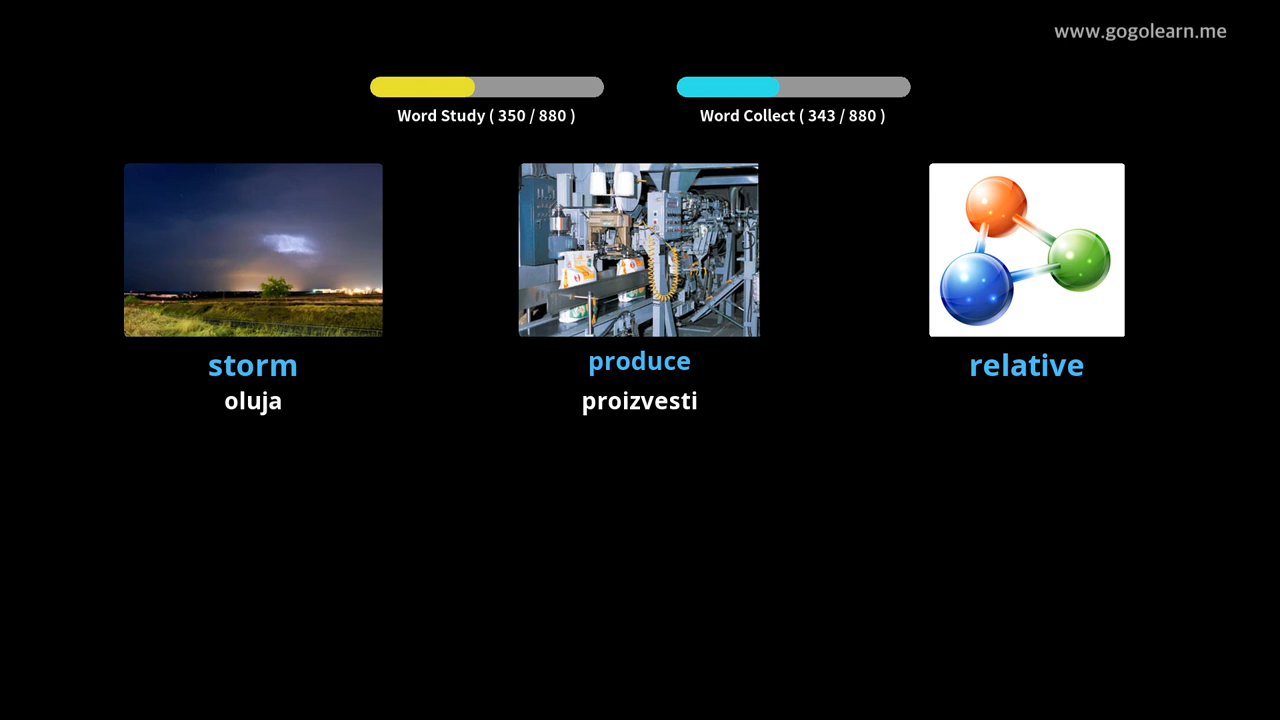 www.gogolearn.me
Word Study ( 350 / 880 )
Word Collect ( 343 / 880 )
storm
produce
relative
oluja
proizvesti